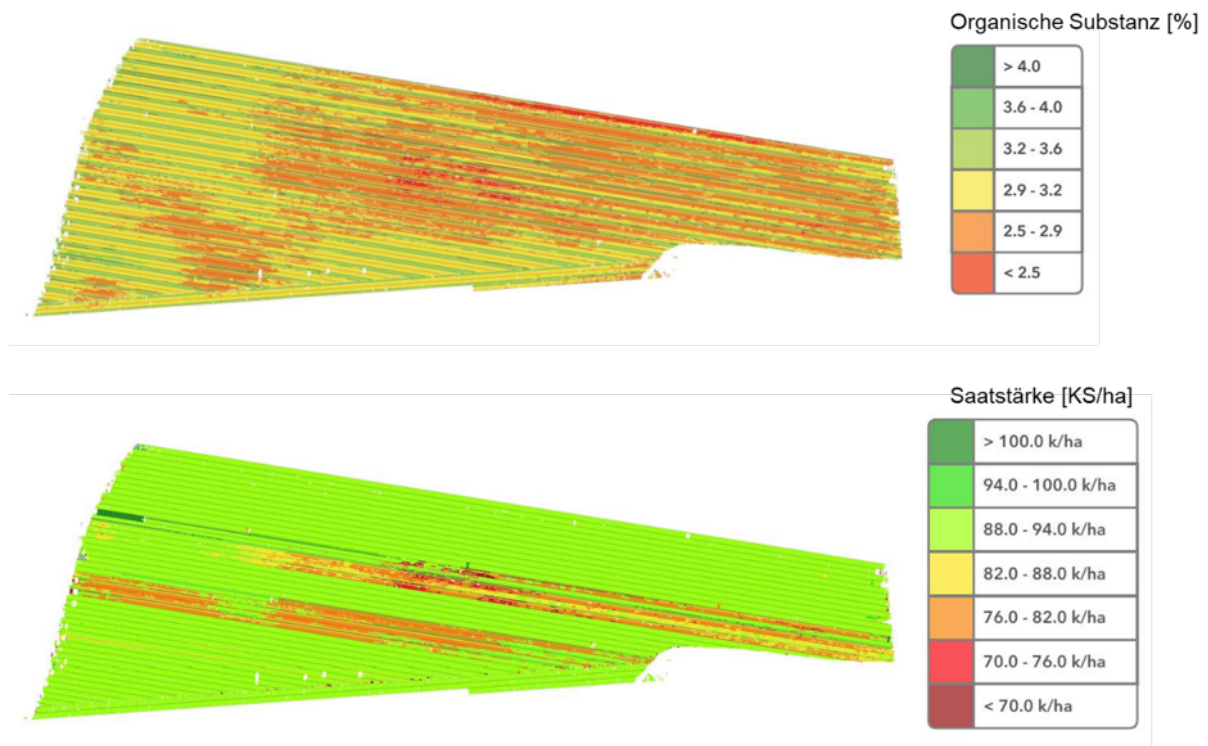 Organische Substanz [%]
> 4.0
3.6 - 4.0
3.2 - 3.6
2.9 - 3.2
2.5 - 2.9
< 2.5
Saatstärke [KS/ha]
> 100.0 k/ha
94.0 - 100.0 k/ha
88.0 - 94.0 k/ha
82.0 - 88.0 k/ha
76.0 - 82.0 k/ha
70.0 - 76.0 k/ha
< 70.0 k/ha